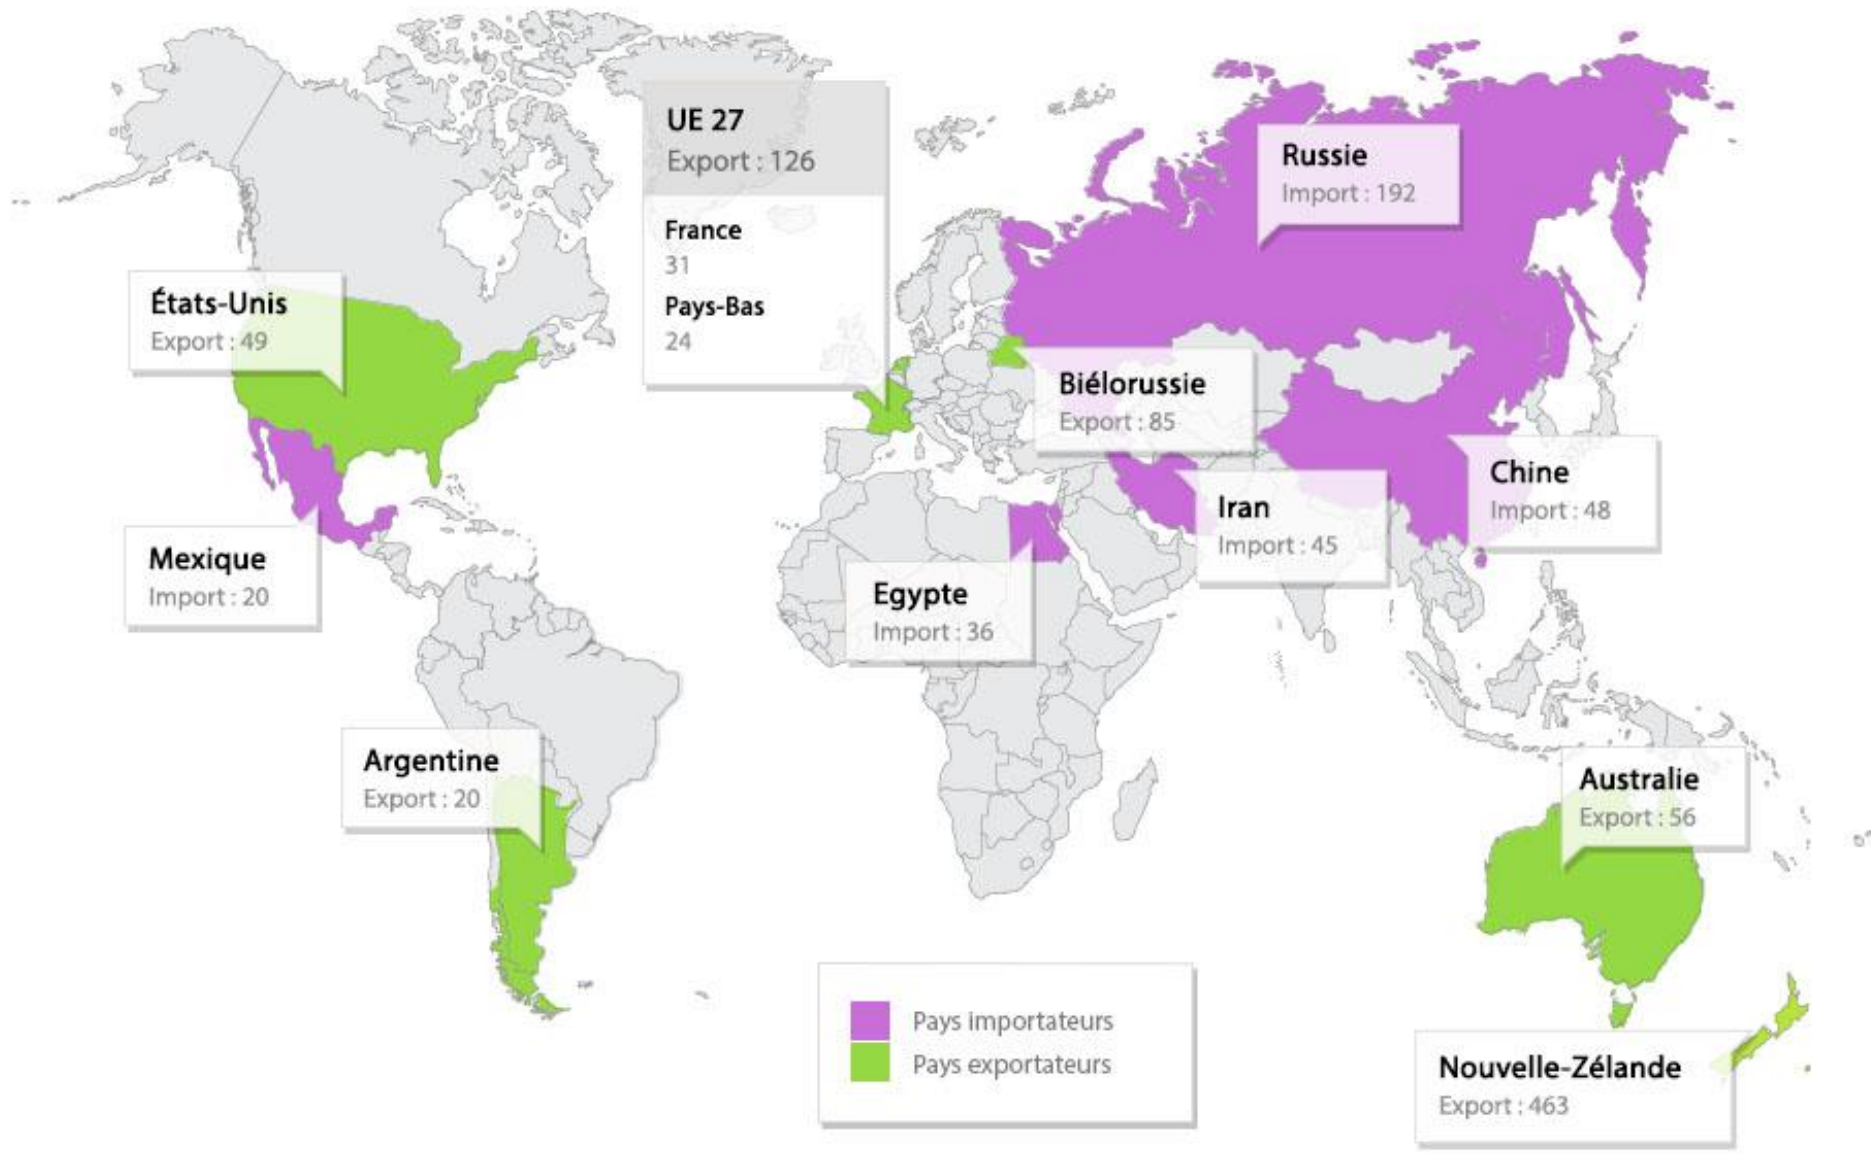 UE 27
Export : 126
France
31
Pays-Bas
24
Russie
Import : 192
États-Unis
Export : 49
Biélorussie
Export : 85
Chine
Import : 48
Iran
Import : 45
Mexique
Import : 20
Egypte
Import : 36
Argentine
Export : 20
Australie
Export : 56
Pays importateurs
Pays exportateurs
Nouvelle-Zélande
Export : 463